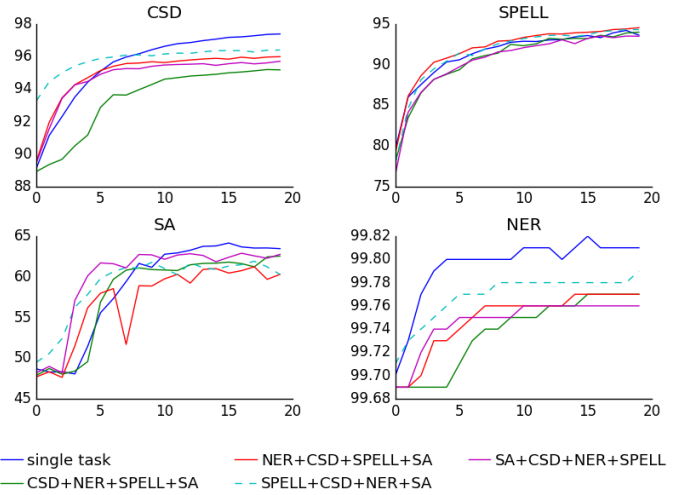 CSD
98
96
94
92
90
88
0 5 10 15 20
SPELL
95
90
85
80
75
0 5 10 15 20
SA
65
60
55
50
45
0 5 10 15 20
NER
99.82
99.80
99.78
99.76
99.74
99.72
99.70
99.68
0 5 10 15 20
single task
NER+CSD+SPELL+SA
SA+CSD+NER+SPELL
CSD+NER+SPELL+SA
SPELL+CSD+NER+SA